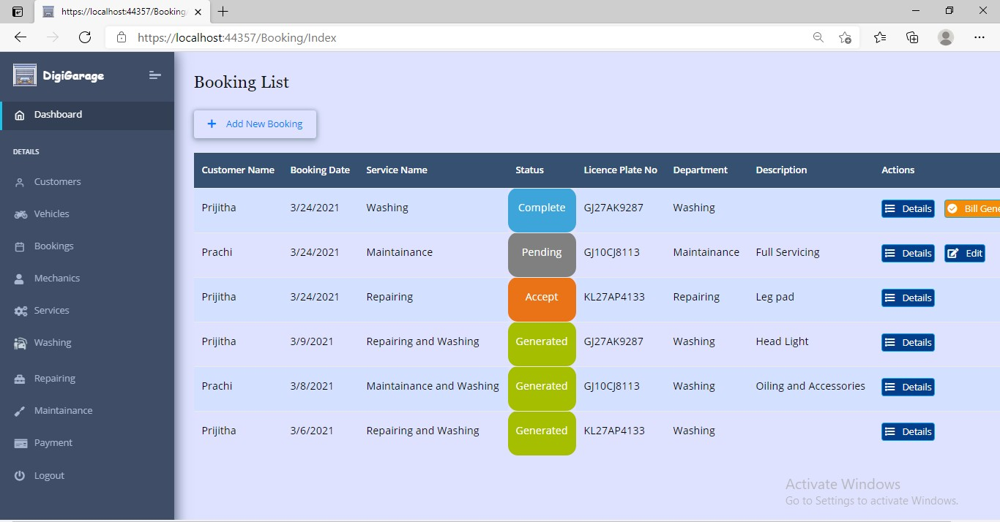 https://localhost:44357/Booking
https://localhost:44357/Booking/Index
DigiGarage
Dashboard
DETAILS
Customers
Vehicles
Bookings
Mechanics
Services
Washing
Repairing
Maintainance
Payment
Logout
Booking List
+ Add New Booking
Customer Name Booking Date Service Name Status Licence Plate No Department Description Actions
Prijitha 3/24/2021 Washing Complete GJ27AK9287 Washing Details Bill Gene
Prachi 3/24/2021 Maintainance Pending GJ10CJ8113 Maintainance Full Servicing Details Edit
Prijitha 3/24/2021 Repairing Accept KL27AP4133 Repairing Leg pad Details
Prijitha 3/9/2021 Repairing and Washing Generated GJ27AK9287 Washing Head Light Details
Prachi 3/8/2021 Maintainance and Washing Generated GJ10CJ8113 Washing Oiling and Accessories Details
Prijitha 3/6/2021 Repairing and Washing Generated KL27AP4133 Washing Details
Activate Windows
Go to Settings to activate Windows.